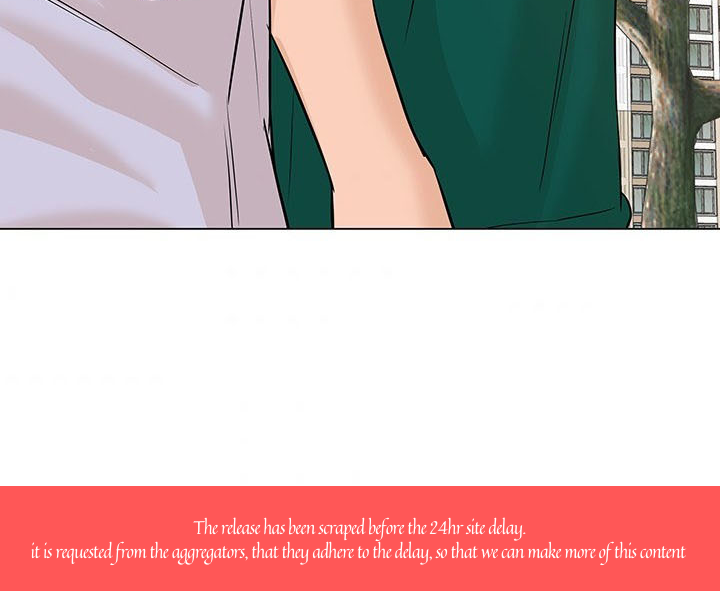 The release has been scraped before the 24hr site delay.
it is requested from the aggregators, that they adhere to the delay, so that we can make more of this content